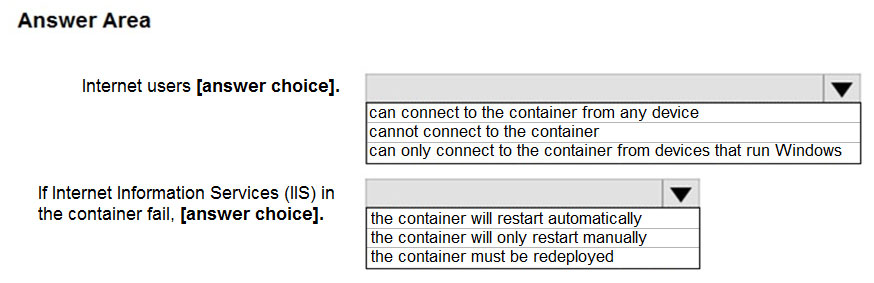 Answer Area
Internet users [answer choice].
can connect to the container from any device
cannot connect to the container
can only connect to the container from devices that run Windows
If Internet Information Services (IIS) in
the container fail, [answer choice].
the container will restart automatically
the container will only restart manually
the container must be redeployed